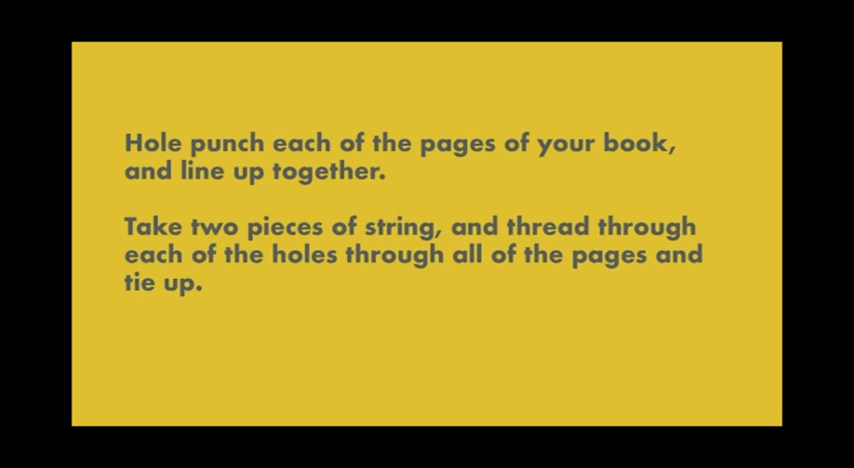 Hole punch each of the pages of your book,
and line up together.
Take two pieces of string, and thread through
each of the holes through all of the pages and
tie up.